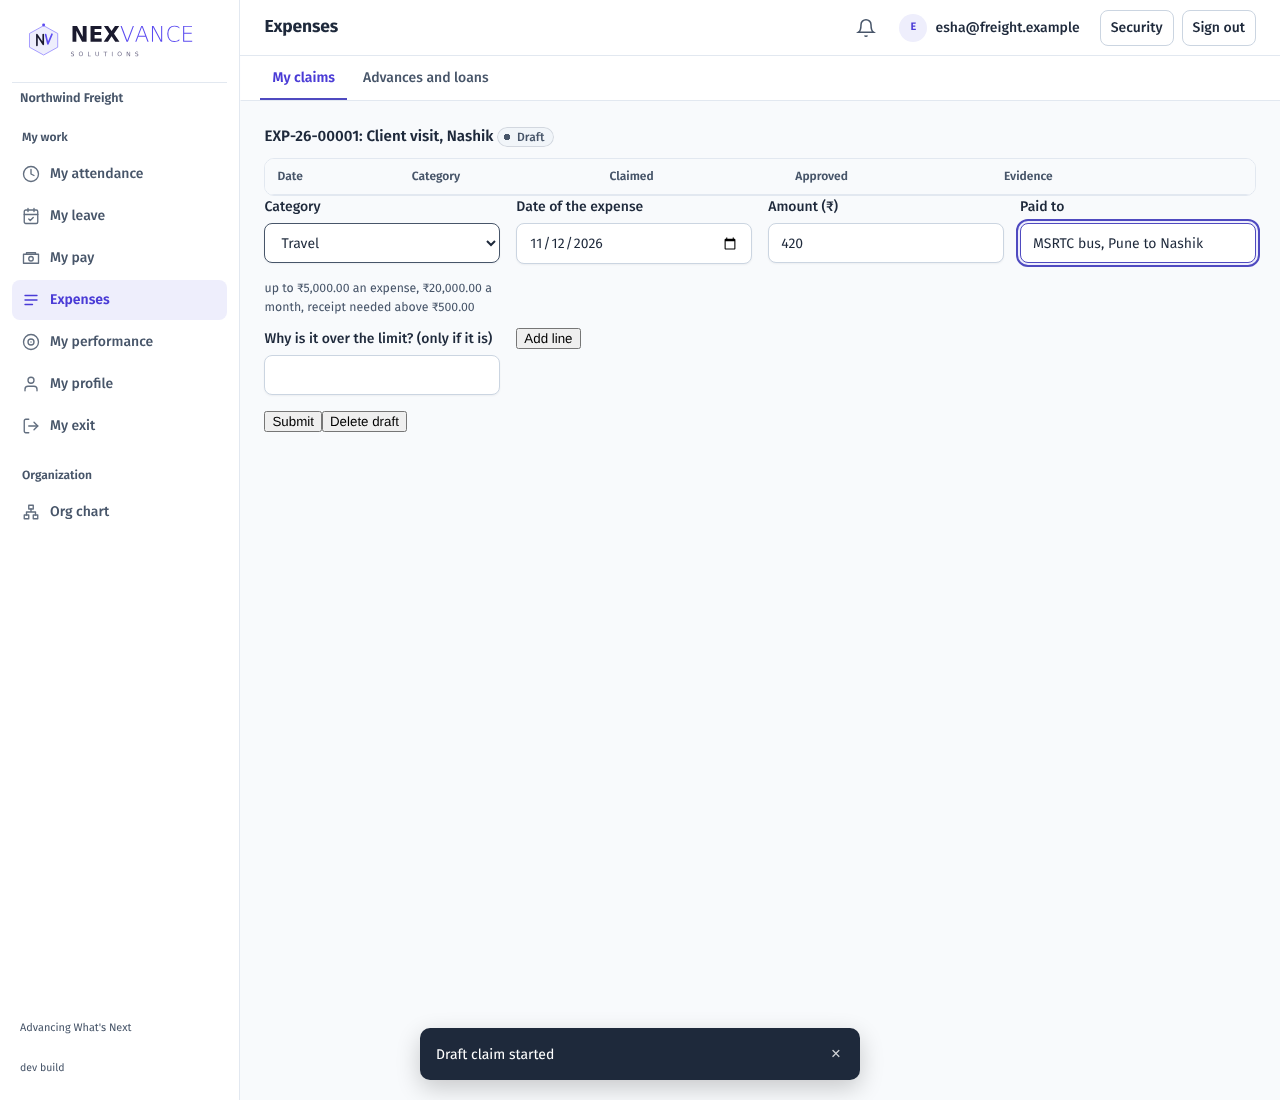 NEXVANCE
SOLUTIONS
Northwind Freight
My work
My attendance
My leave
My pay
Expenses
My performance
My profile
My exit
Organization
Org chart
Advancing What's Next
dev build
Expenses
E
esha@freight.example
Security
Sign out
My claims
Advances and loans
EXP-26-00001: Client visit, Nashik
Draft
Date
Category
Claimed
Approved
Evidence
Category
Date of the expense
Amount (₹)
Paid to
Travel
11/12/2026
420
MSRTC bus, Pune to Nashik
up to ₹5,000.00 an expense, ₹20,000.00 a
month, receipt needed above ₹500.00
Why is it over the limit? (only if it is)
Add line
Submit
Delete draft
Draft claim started
×